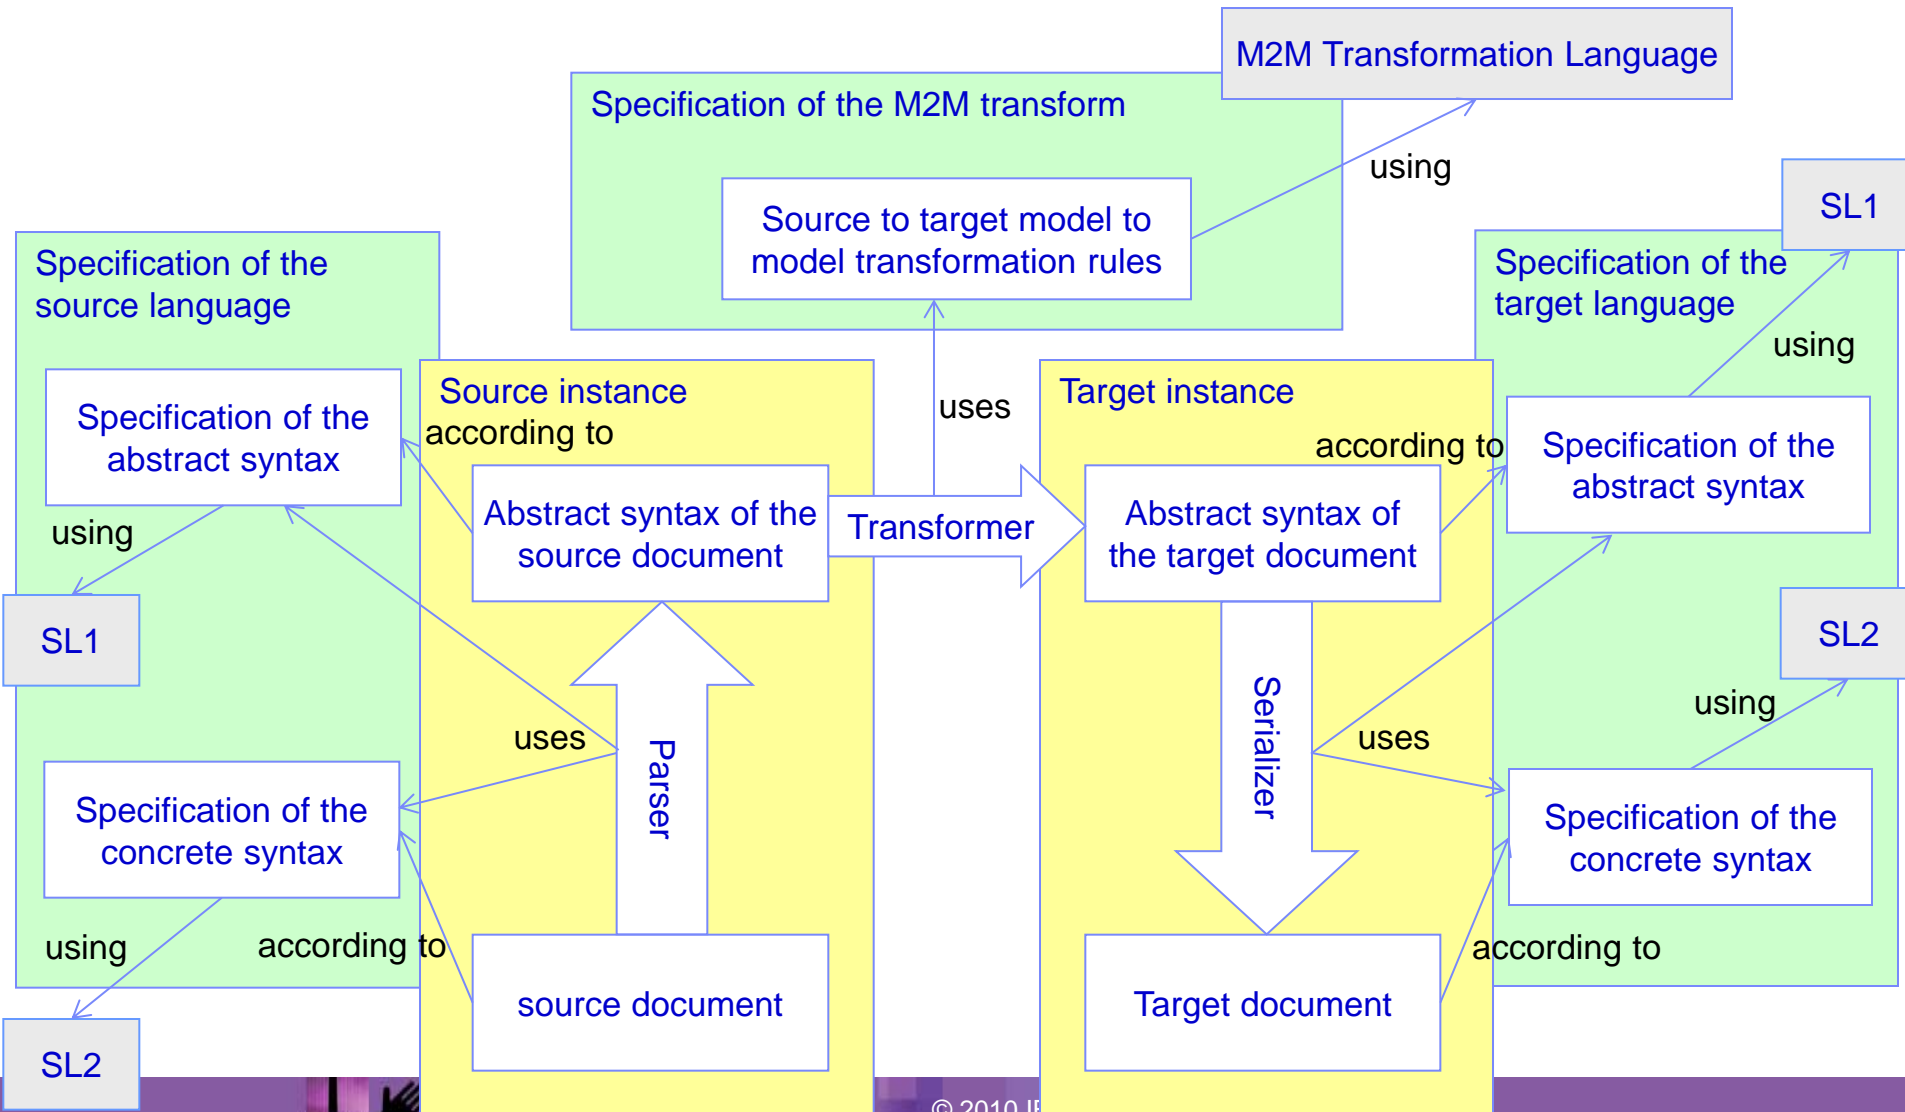 M2M Transformation Language
Specification of the M2M transform
using
Source to target model to
model transformation rules
SL1
Specification of the
source language
Specification of the
target language
using
Source instance
according to
uses
Target instance
according to
Specification of the
abstract syntax
Specification of the
abstract syntax
Abstract syntax of the
source document
Transformer
Abstract syntax of
the target document
using
SL1
SL2
uses
Parser
Serializer
uses
using
Specification of the
concrete syntax
Specification of the
concrete syntax
using
according to
according to
source document
Target document
SL2
© 2010